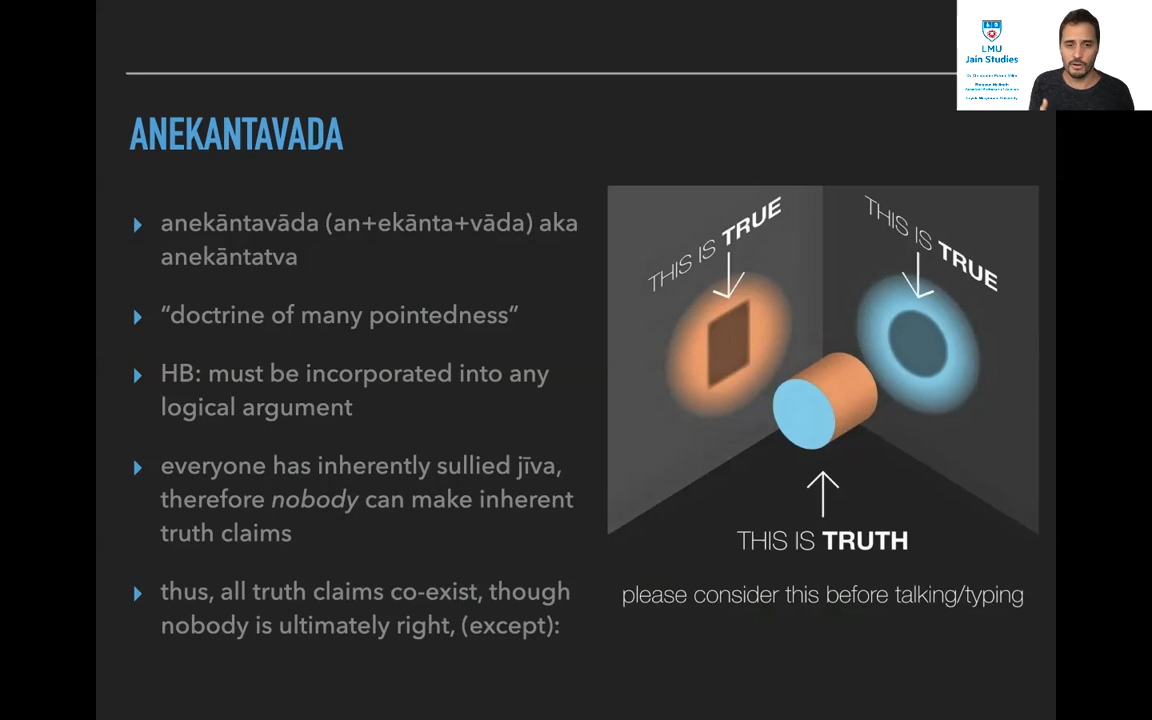 LMU
Jain Studies
ANEKANTAVADA
anekāntavāda (an+ekānta+vāda) aka
anekāntatva
“doctrine of many pointedness”
HB: must be incorporated into any
logical argument
everyone has inherently sullied jīva,
therefore nobody can make inherent
truth claims
thus, all truth claims co-exist, though
nobody is ultimately right, (except):
THIS IS TRUE
THIS IS TRUE
THIS IS TRUTH
please consider this before talking/typing